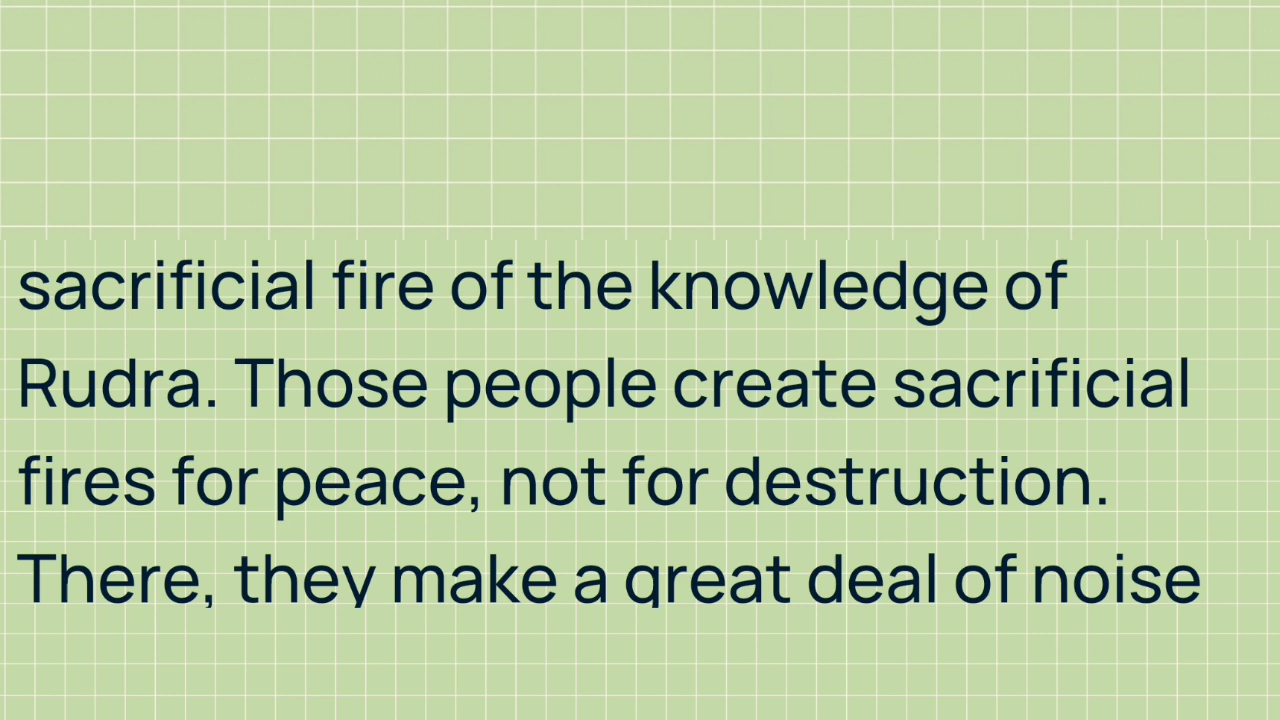 sacrificial fire of the knowledge of
Rudra. Those people create sacrificial
fires for peace, not for destruction.
There, they make a great deal of noise